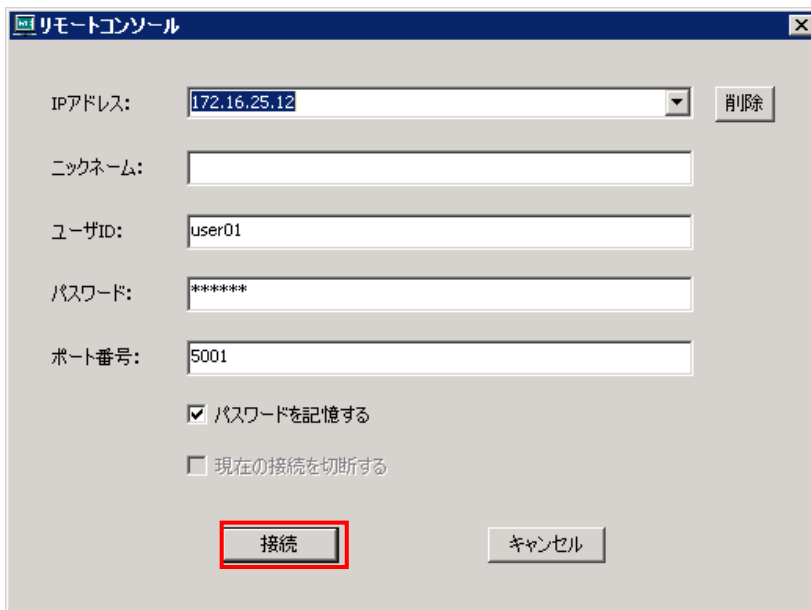 リモートコンソール
IPアドレス: 172.16.25.12 削除
ニックネーム:
ユーザID: user01
パスワード: ******
ポート番号: 5001
パスワードを記憶する
現在の接続を切断する
接続 キャンセル